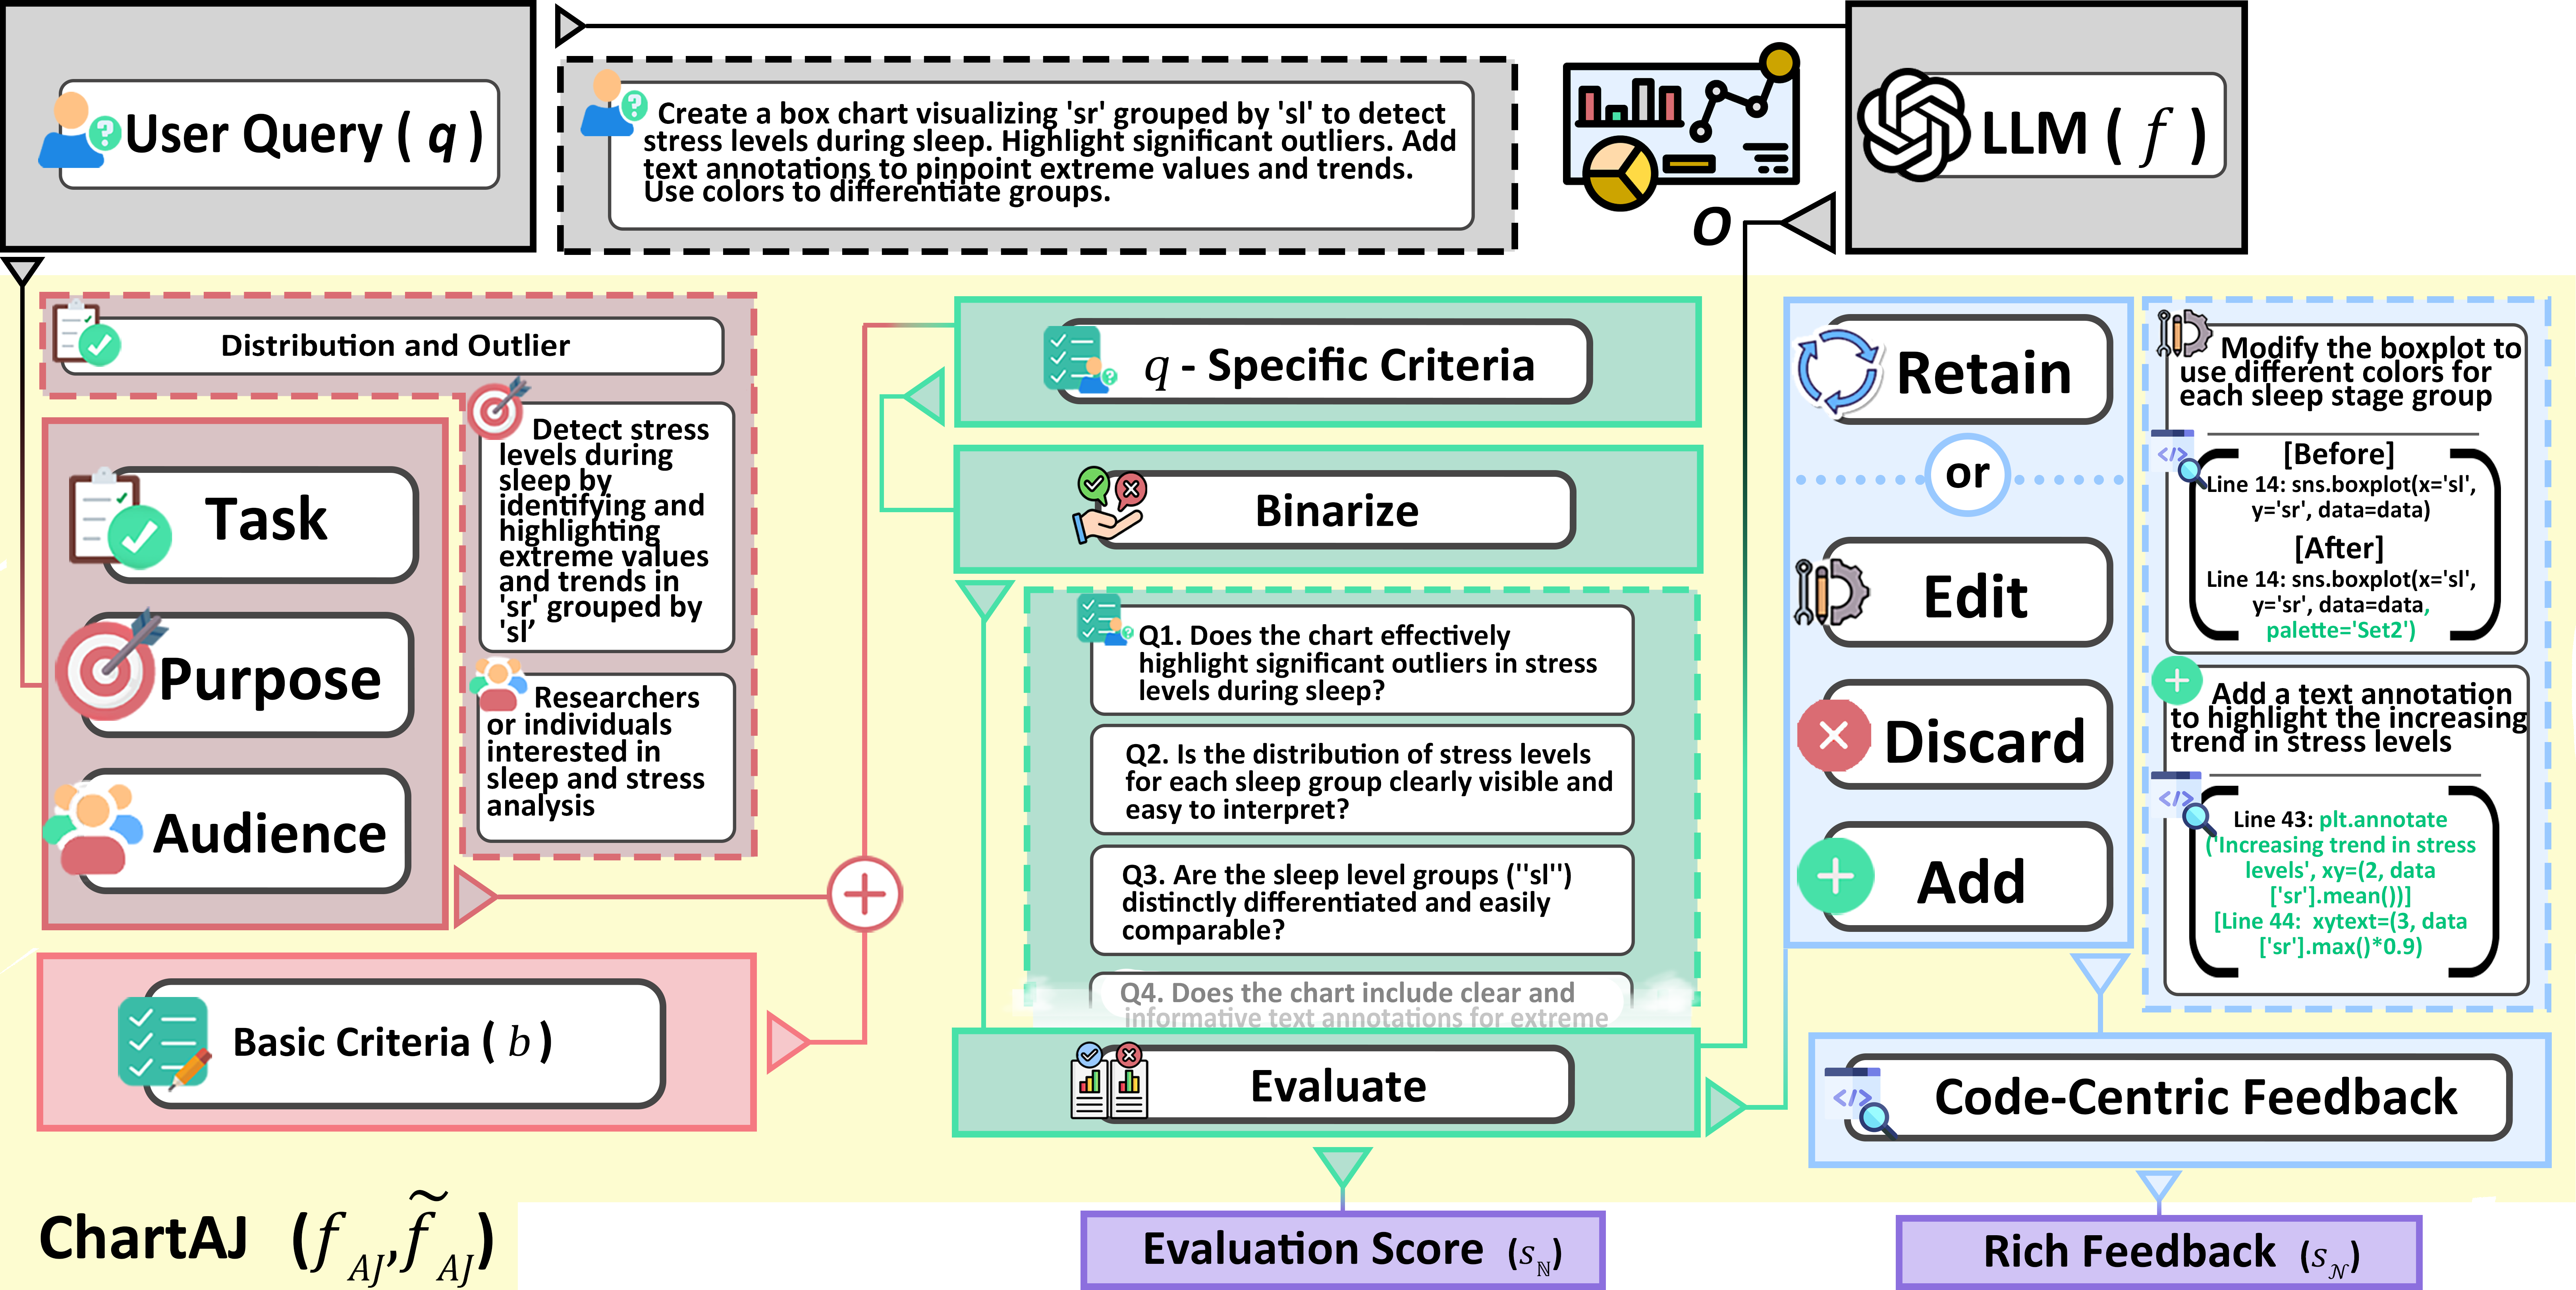 User Query ( q )
Create a box chart visualizing 'sr' grouped by 'sl' to detect
stress levels during sleep. Highlight significant outliers. Add
text annotations to pinpoint extreme values and trends.
Use colors to differentiate groups.
O
LLM ( f )
Distribution and Outlier
Task
Purpose
Audience
Detect stress
levels during
sleep by
identifying and
highlighting
extreme values
and trends in
'sr' grouped by
'sl’
Researchers
or individuals
interested in
sleep and stress
analysis
Basic Criteria ( b )
q - Specific Criteria
Binarize
Q1. Does the chart effectively
highlight significant outliers in stress
levels during sleep?
Q2. Is the distribution of stress levels
for each sleep group clearly visible and
easy to interpret?
Q3. Are the sleep level groups (''sl'')
distinctly differentiated and easily
comparable?
Q4. Does the chart include clear and
informative text annotations for extreme
Evaluate
Retain
or
Edit
Discard
Add
Modify the boxplot to
use different colors for
each sleep stage group
</>
[Before]
Line 14: sns.boxplot(x='sl',
y='sr', data=data)
[After]
Line 14: sns.boxplot(x='sl',
y='sr', data=data,
palette='Set2')
Add a text annotation
to highlight the increasing
trend in stress levels
</>
Line 43: plt.annotate
('Increasing trend in stress
levels', xy=(2, data
['sr'].mean())]
[Line 44: xytext=(3, data
['sr'].max()*0.9)
</>
Code-Centric Feedback
ChartAJ (f_AJ, f̃_AJ)
Evaluation Score (s_ℕ)
Rich Feedback (s_𝒩)